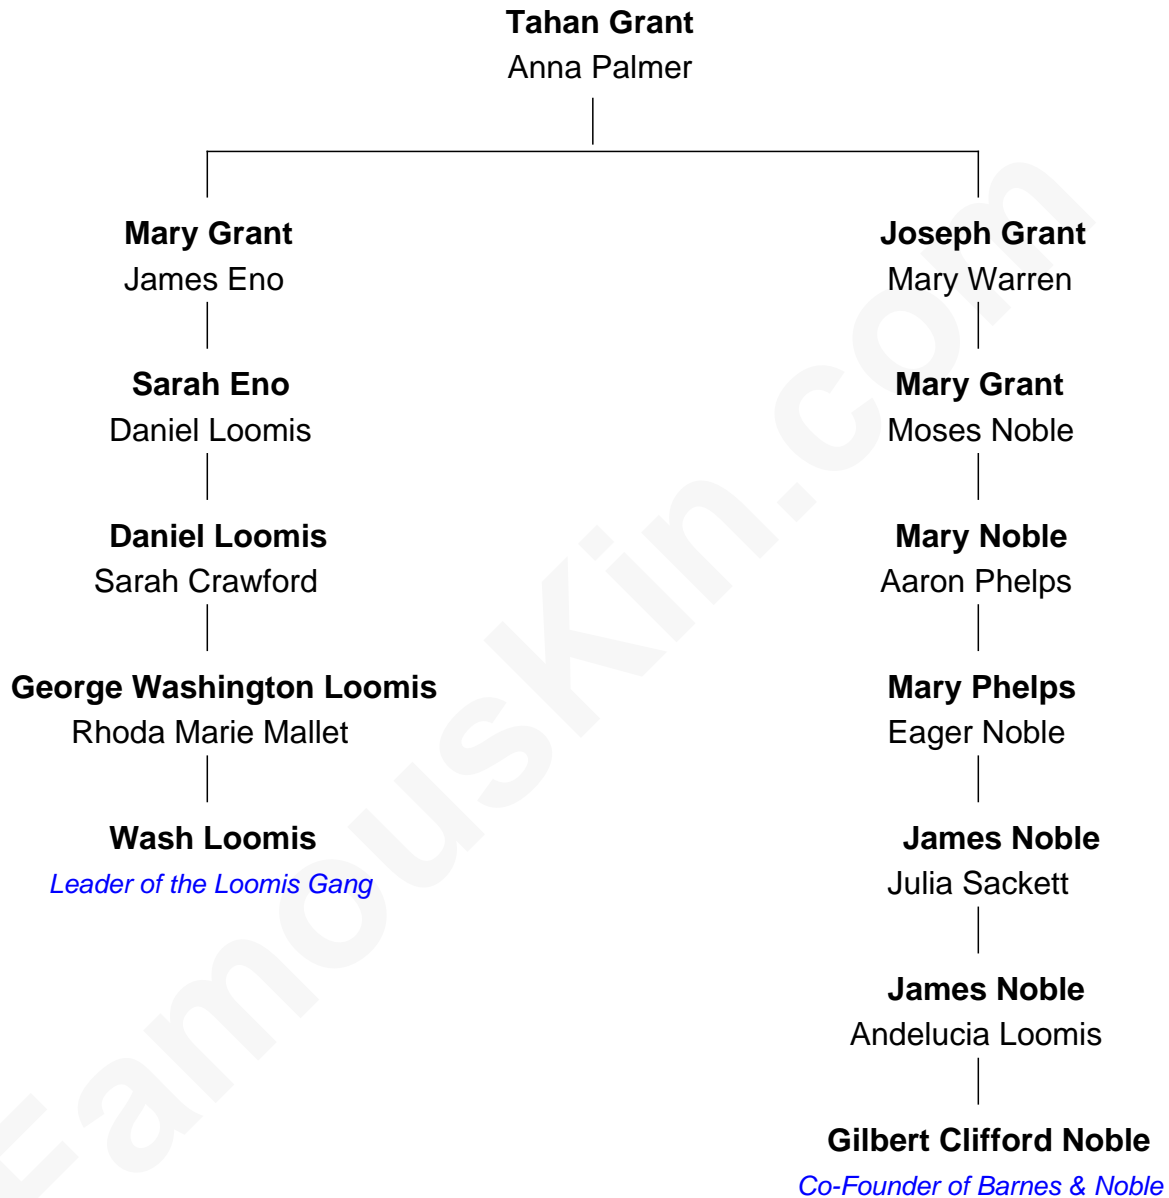 Tahan Grant
Anna Palmer
Mary Grant
James Eno
Joseph Grant
Mary Warren
Sarah Eno
Daniel Loomis
Mary Grant
Moses Noble
Daniel Loomis
Sarah Crawford
Mary Noble
Aaron Phelps
George Washington Loomis
Rhoda Marie Mallet
Mary Phelps
Eager Noble
Wash Loomis
Leader of the Loomis Gang
James Noble
Julia Sackett
James Noble
Andelucia Loomis
Gilbert Clifford Noble
Co-Founder of Barnes & Noble
FamousKin.com